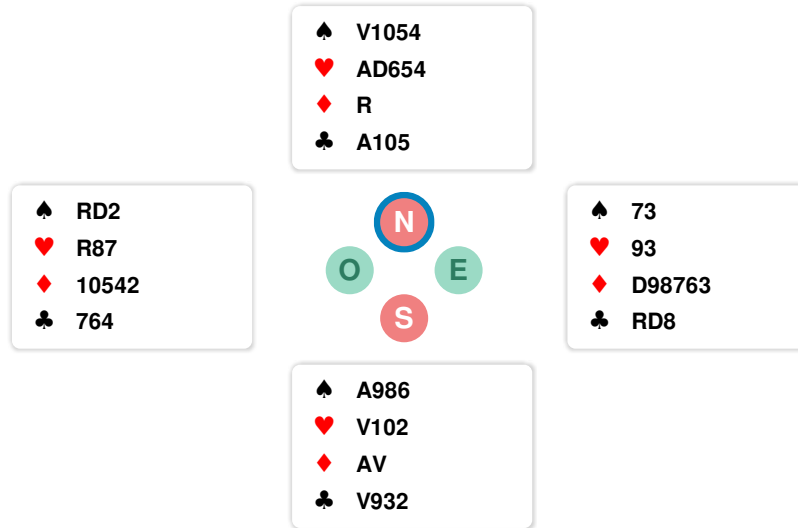 ♠ V1054
♥ AD654
♦ R
♣ A105
♠ RD2
♥ R87
♦ 10542
♣ 764
N
O
E
S
♠ 73
♥ 93
♦ D98763
♣ RD8
♠ A986
♥ V102
♦ AV
♣ V932